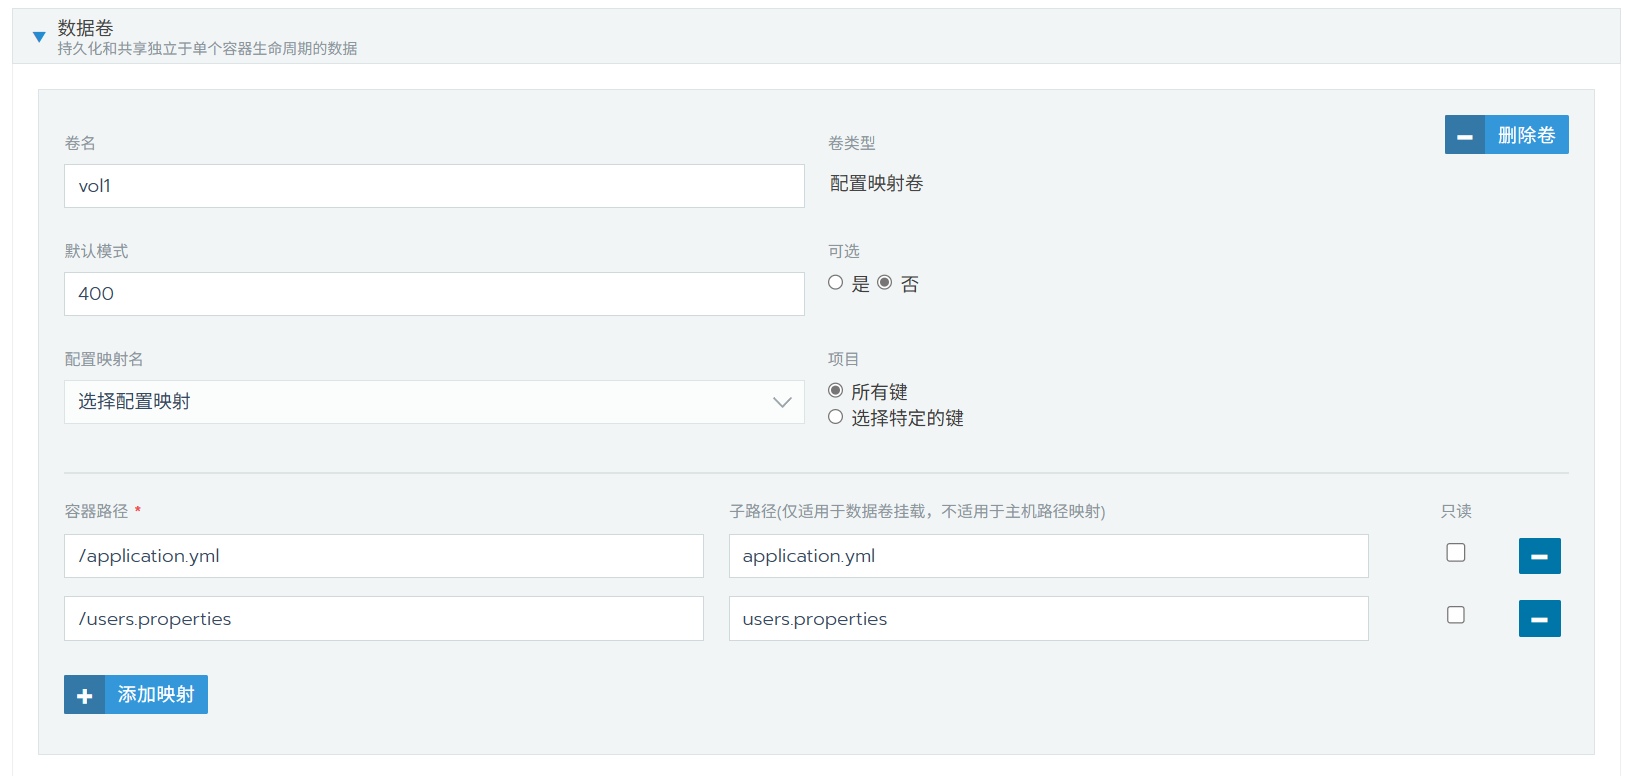 数据卷
持久化和共享独立于单个容器生命周期的数据
删除卷
卷名
卷类型
vol1
配置映射卷
默认模式
可选
400
是 否
配置映射名
项目
选择配置映射
所有键
选择特定的键
容器路径 *
子路径(仅适用于数据卷挂载，不适用于主机路径映射)
只读
/application.yml
application.yml
/users.properties
users.properties
添加映射